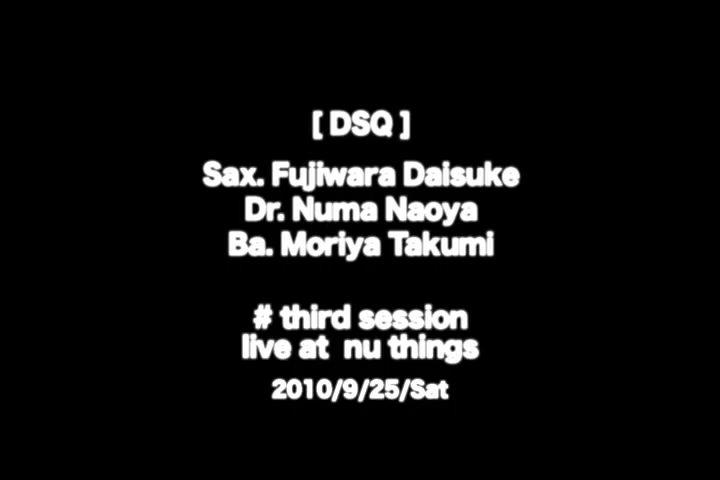 [ DSQ ]
Sax. Fujiwara Daisuke
Dr. Numa Naoya
Ba. Moriya Takumi
# third session
live at nu things
2010/9/25/Sat